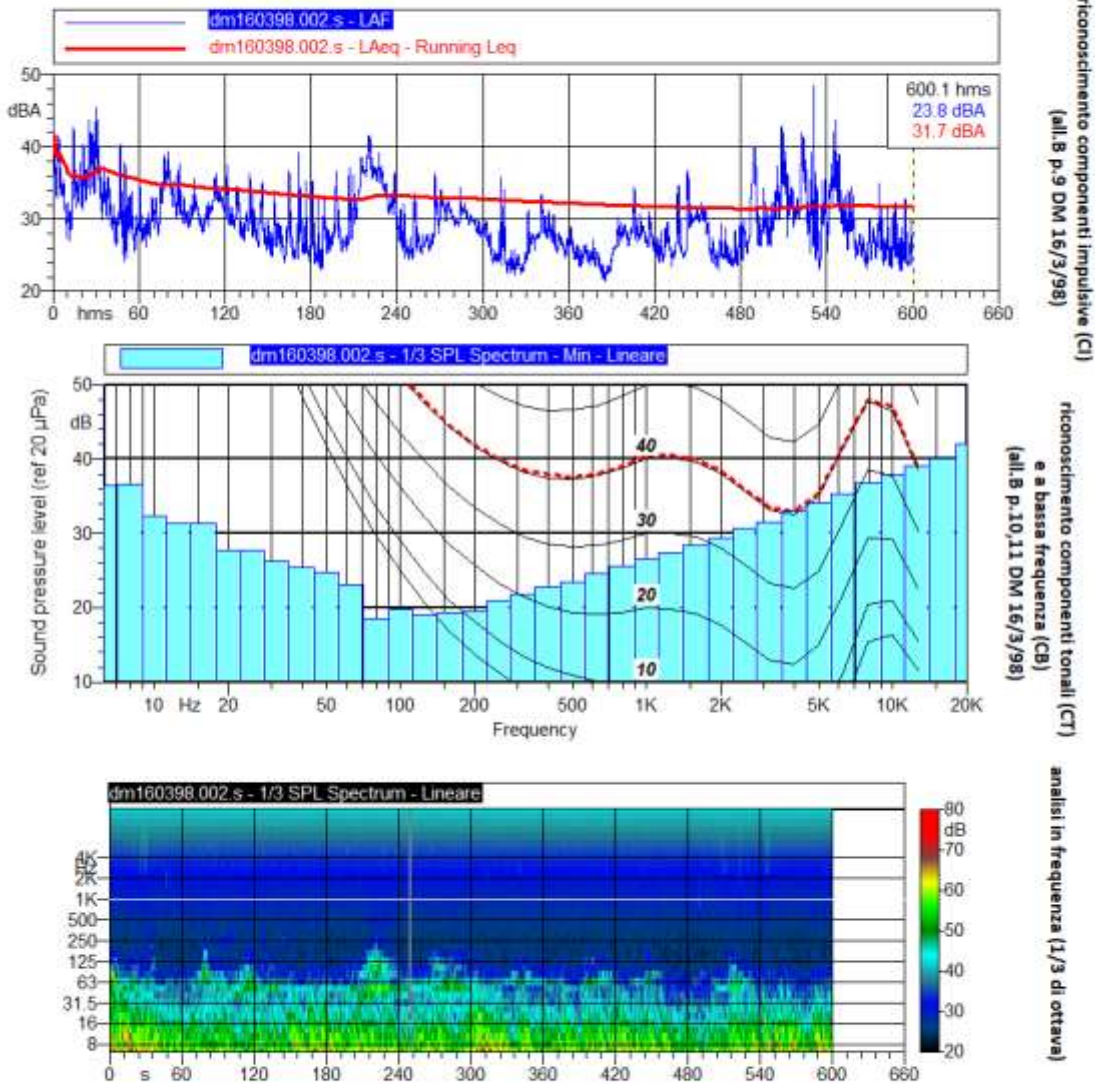 dm160398.002.s - LAF
dm160398.002.s - LAeq - Running Leq
50
dBA
40
30
20
600.1 hms
23.8 dBA
31.7 dBA
0 hms 60 120 180 240 300 360 420 480 540 600 660
riconoscimento componenti impulsive (CI)
(all.B p.9 DM 16/3/98)
dm160398.002.s - 1/3 SPL Spectrum - Min - Lineare
Sound pressure level (ref 20 µPa)
50
dB
40
30
20
10
40
30
20
10
10 Hz 20 50 100 200 500 1K 2K 5K 10K 20K
Frequency
riconoscimento componenti tonali (CT)
e a bassa frequenza (CB)
(all.B p.10,11 DM 16/3/98)
dm160398.002.s - 1/3 SPL Spectrum - Lineare
4K
Hz
2K
1K
500
250
125
63
31.5
16
8
0 s 60 120 180 240 300 360 420 480 540 600 660
80
dB
70
60
50
40
30
20
analisi in frequenza (1/3 di ottava)